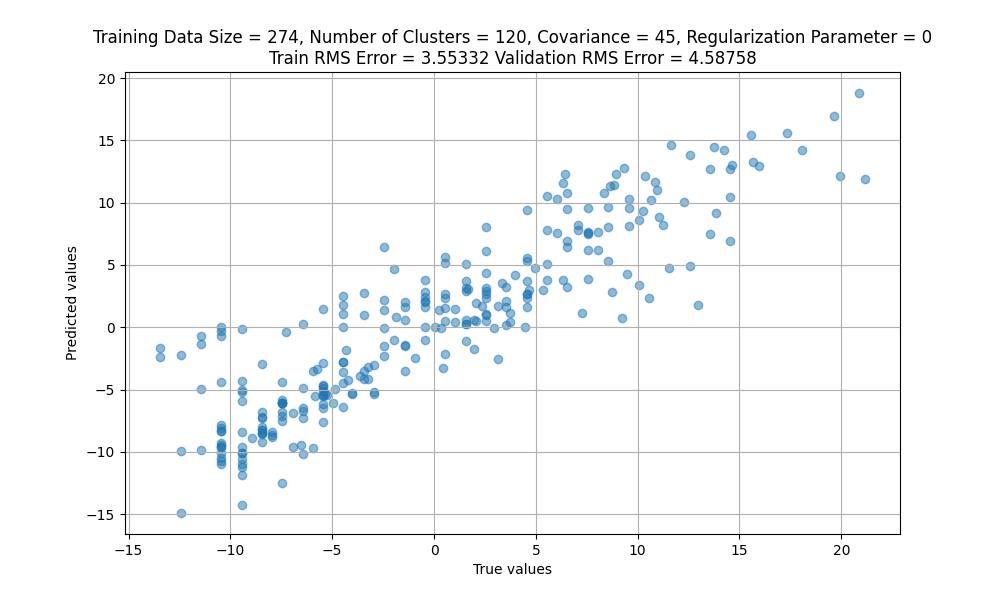 Training Data Size = 274, Number of Clusters = 120, Covariance = 45, Regularization Parameter = 0
Train RMS Error = 3.55332 Validation RMS Error = 4.58758
20
15
10
5
0
−5
−10
−15
Predicted values
−15 −10 −5 0 5 10 15 20
True values